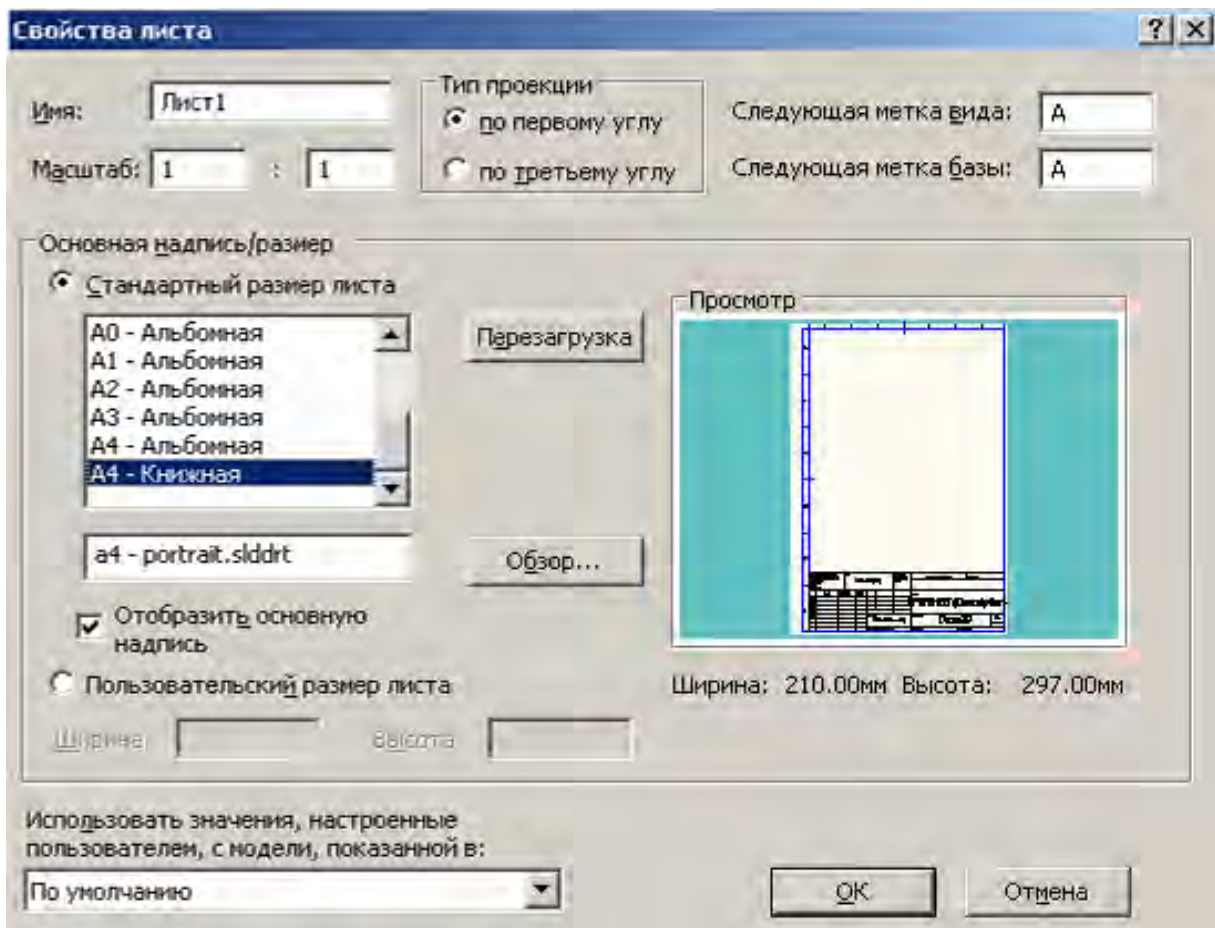 Свойства листа
Имя: Лист1
Масштаб: 1 : 1
Тип проекции
по первому углу
по третьему углу
Следующая метка вида: A
Следующая метка базы: A
Основная надпись/размер
Стандартный размер листа
A0 - Альбомная
A1 - Альбомная
A2 - Альбомная
A3 - Альбомная
A4 - Альбомная
A4 - Книжная
Перезагрузка
a4 - portrait.slddrt
Обзор...
Отобразить основную
надпись
Просмотр
Ширина: 210.00мм Высота: 297.00мм
Пользовательский размер листа
Ширина Высота
Использовать значения, настроенные
пользователем, с модели, показанной в:
По умолчанию
OK
Отмена